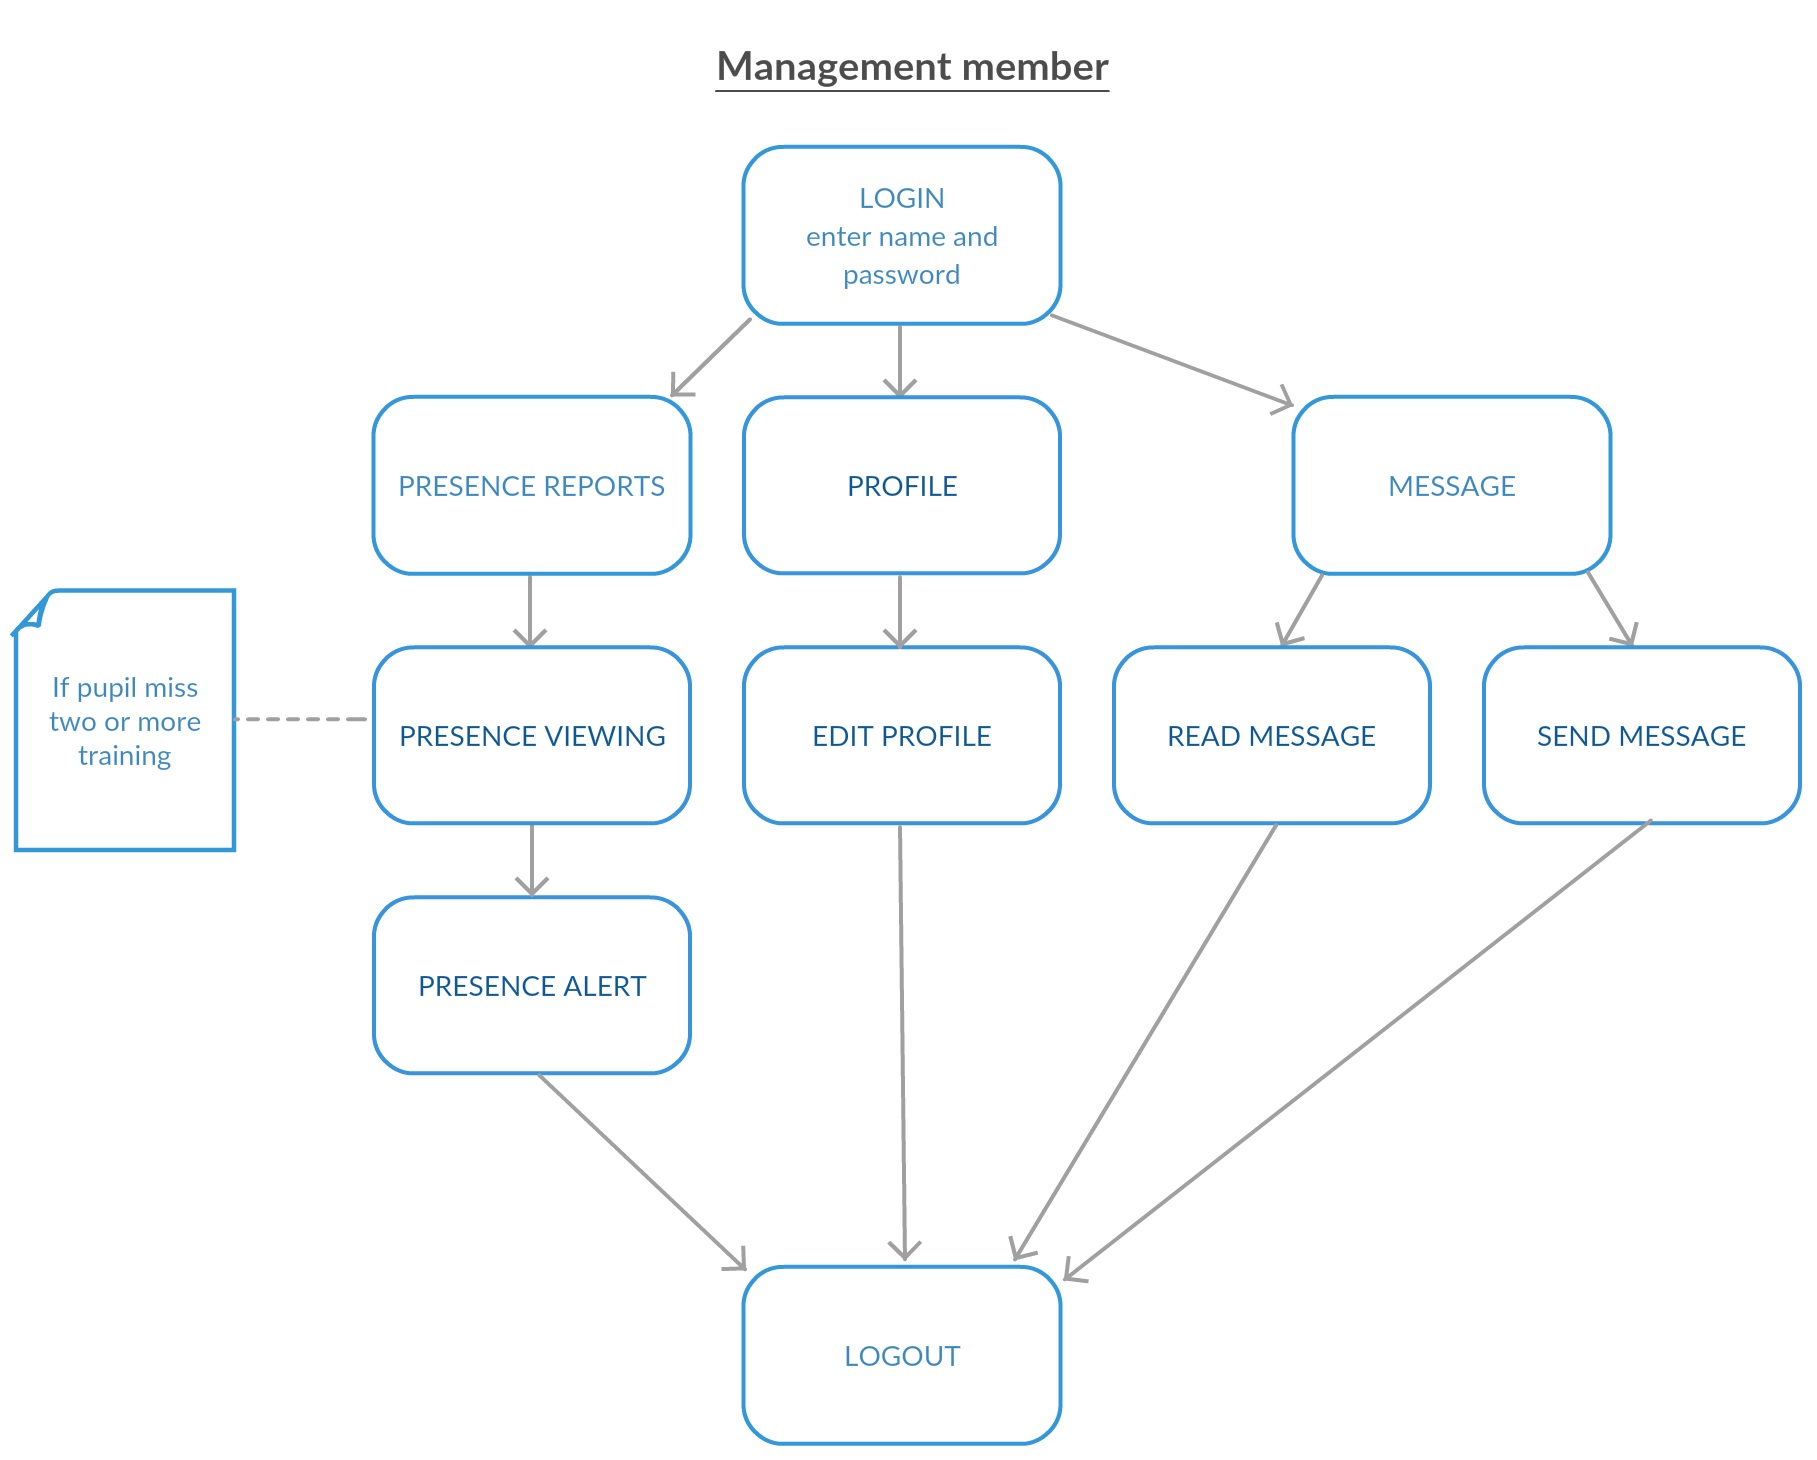 Management member
LOGIN
enter name and
password
PRESENCE REPORTS
PROFILE
MESSAGE
If pupil miss
two or more
training
PRESENCE VIEWING
EDIT PROFILE
READ MESSAGE
SEND MESSAGE
PRESENCE ALERT
LOGOUT